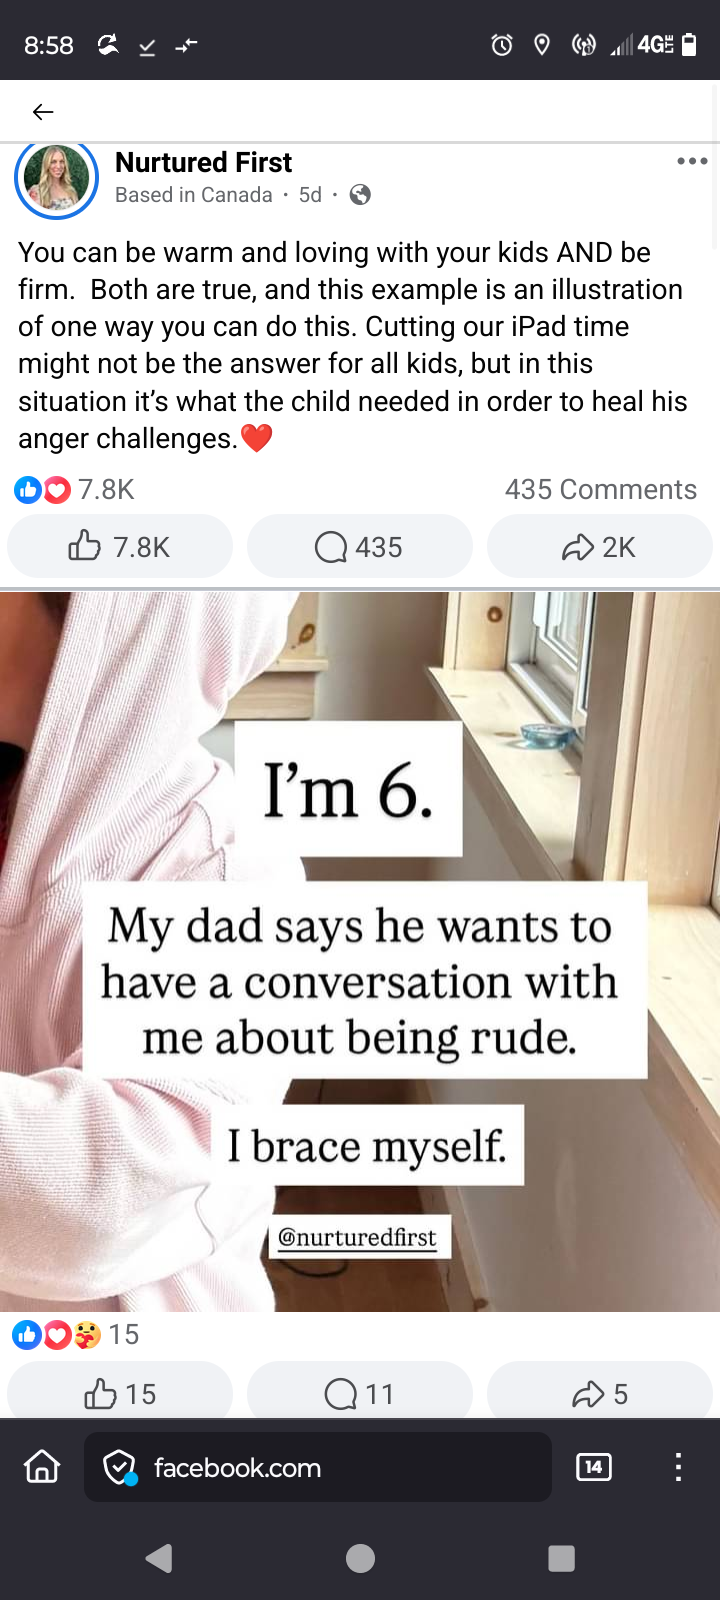 8:58
4G LTE
Nurtured First
Based in Canada · 5d ·
You can be warm and loving with your kids AND be
firm.  Both are true, and this example is an illustration
of one way you can do this. Cutting our iPad time
might not be the answer for all kids, but in this
situation it’s what the child needed in order to heal his
anger challenges.❤️
7.8K
435 Comments
7.8K
435
2K
I’m 6.
My dad says he wants to
have a conversation with
me about being rude.
I brace myself.
@nurturedfirst
15
15
11
5
facebook.com
14